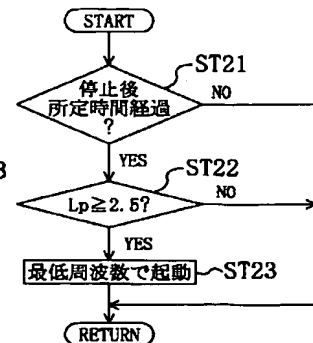 START
停止後
所定時間経過
?
ST21
NO
YES
3
ST22
Lp≧2.5?
NO
YES
最低周波数で起動
ST23
RETURN